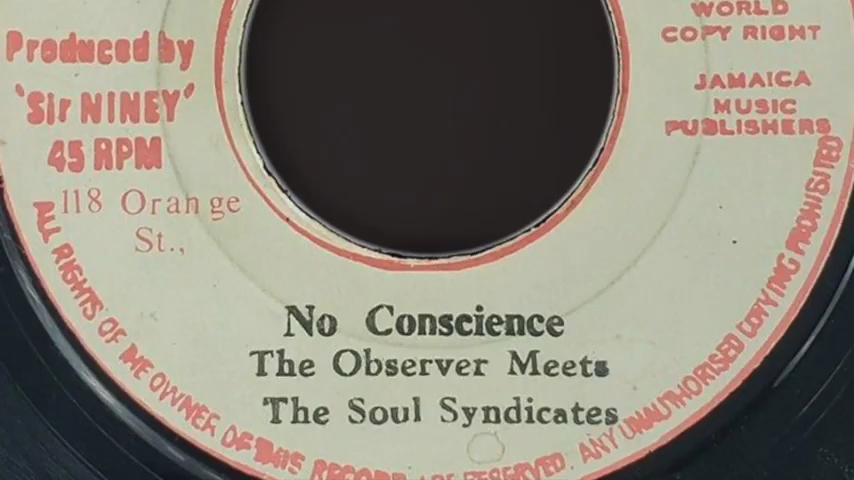 Produced by
'Sir NINEY'
45 RPM
118 Orange
St.,
WORLD
COPY RIGHT
JAMAICA
MUSIC
PUBLISHERS
No Conscience
The Observer Meets
The Soul Syndicates
ALL RIGHTS OF THE OWNER OF THIS RECORD ARE RESERVED. ANY UNAUTHORISED COPYING PROHIBITED